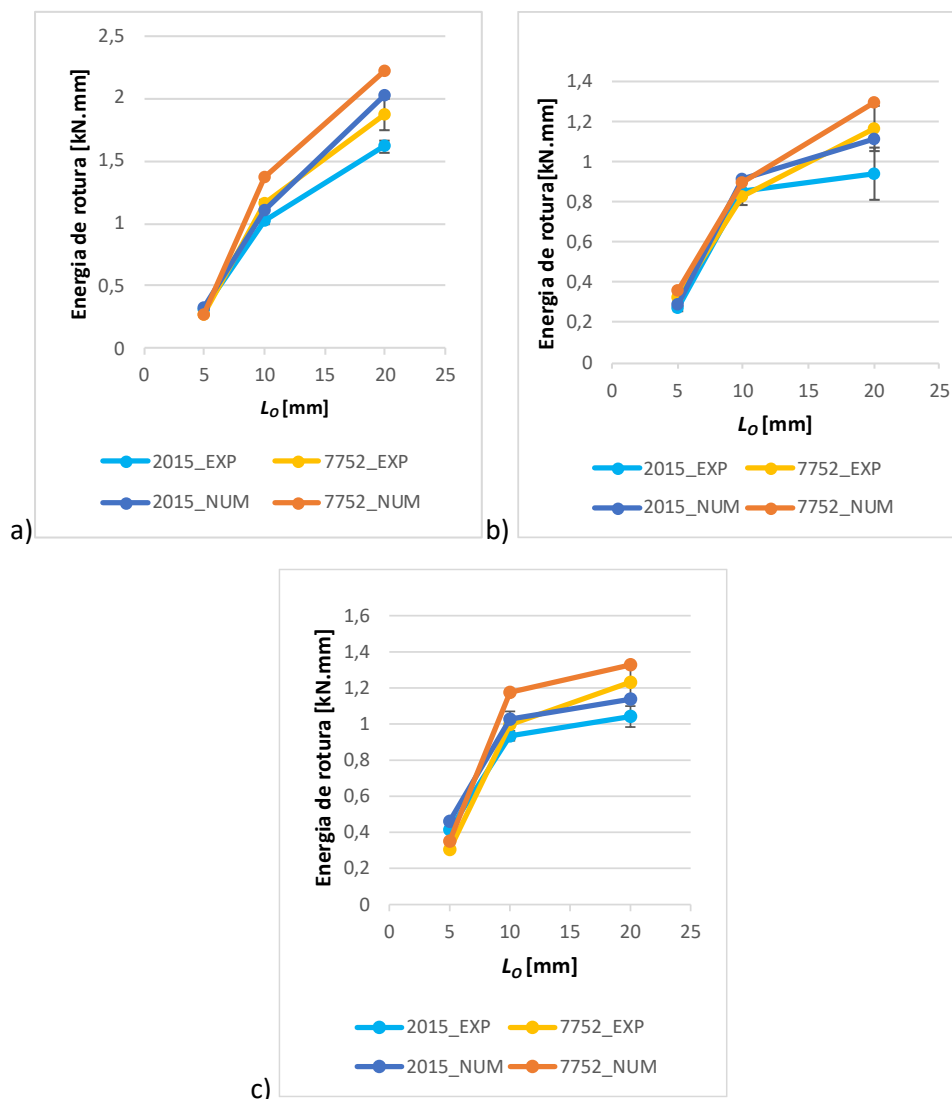 2,5
2
1,5
1
0,5
0
0 5 10 15 20 25
Energia de rotura [kN.mm]
LO [mm]
2015_EXP 7752_EXP
2015_NUM 7752_NUM
a)
1,4
1,2
1
0,8
0,6
0,4
0,2
0
0 5 10 15 20 25
Energia de rotura[kN.mm]
LO [mm]
2015_EXP 7752_EXP
2015_NUM 7752_NUM
b)
1,6
1,4
1,2
1
0,8
0,6
0,4
0,2
0
0 5 10 15 20 25
Energia de rotura [kN.mm]
LO [mm]
2015_EXP 7752_EXP
2015_NUM 7752_NUM
c)